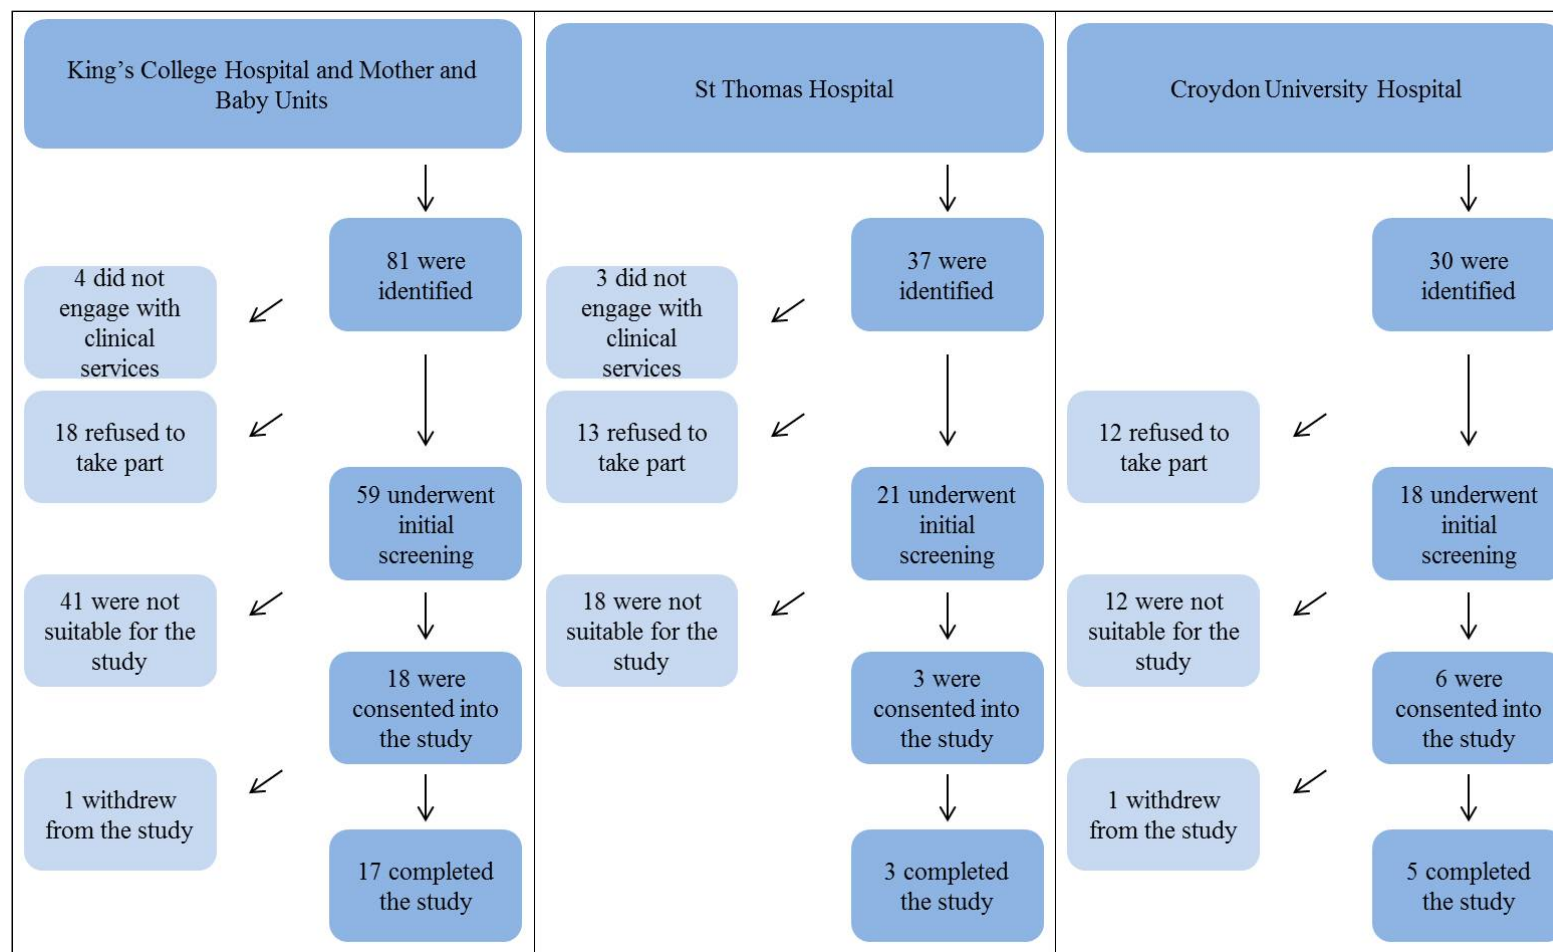 King's College Hospital and Mother and
Baby Units
81 were
identified
4 did not
engage with
clinical
services
18 refused to
take part
59 underwent
initial
screening
41 were not
suitable for the
study
18 were
consented into
the study
1 withdrew
from the study
17 completed
the study
St Thomas Hospital
37 were
identified
3 did not
engage with
clinical
services
13 refused to
take part
21 underwent
initial
screening
18 were not
suitable for the
study
3 were
consented into
the study
3 completed
the study
Croydon University Hospital
30 were
identified
12 refused to
take part
18 underwent
initial
screening
12 were not
suitable for the
study
6 were
consented into
the study
1 withdrew
from the study
5 completed
the study